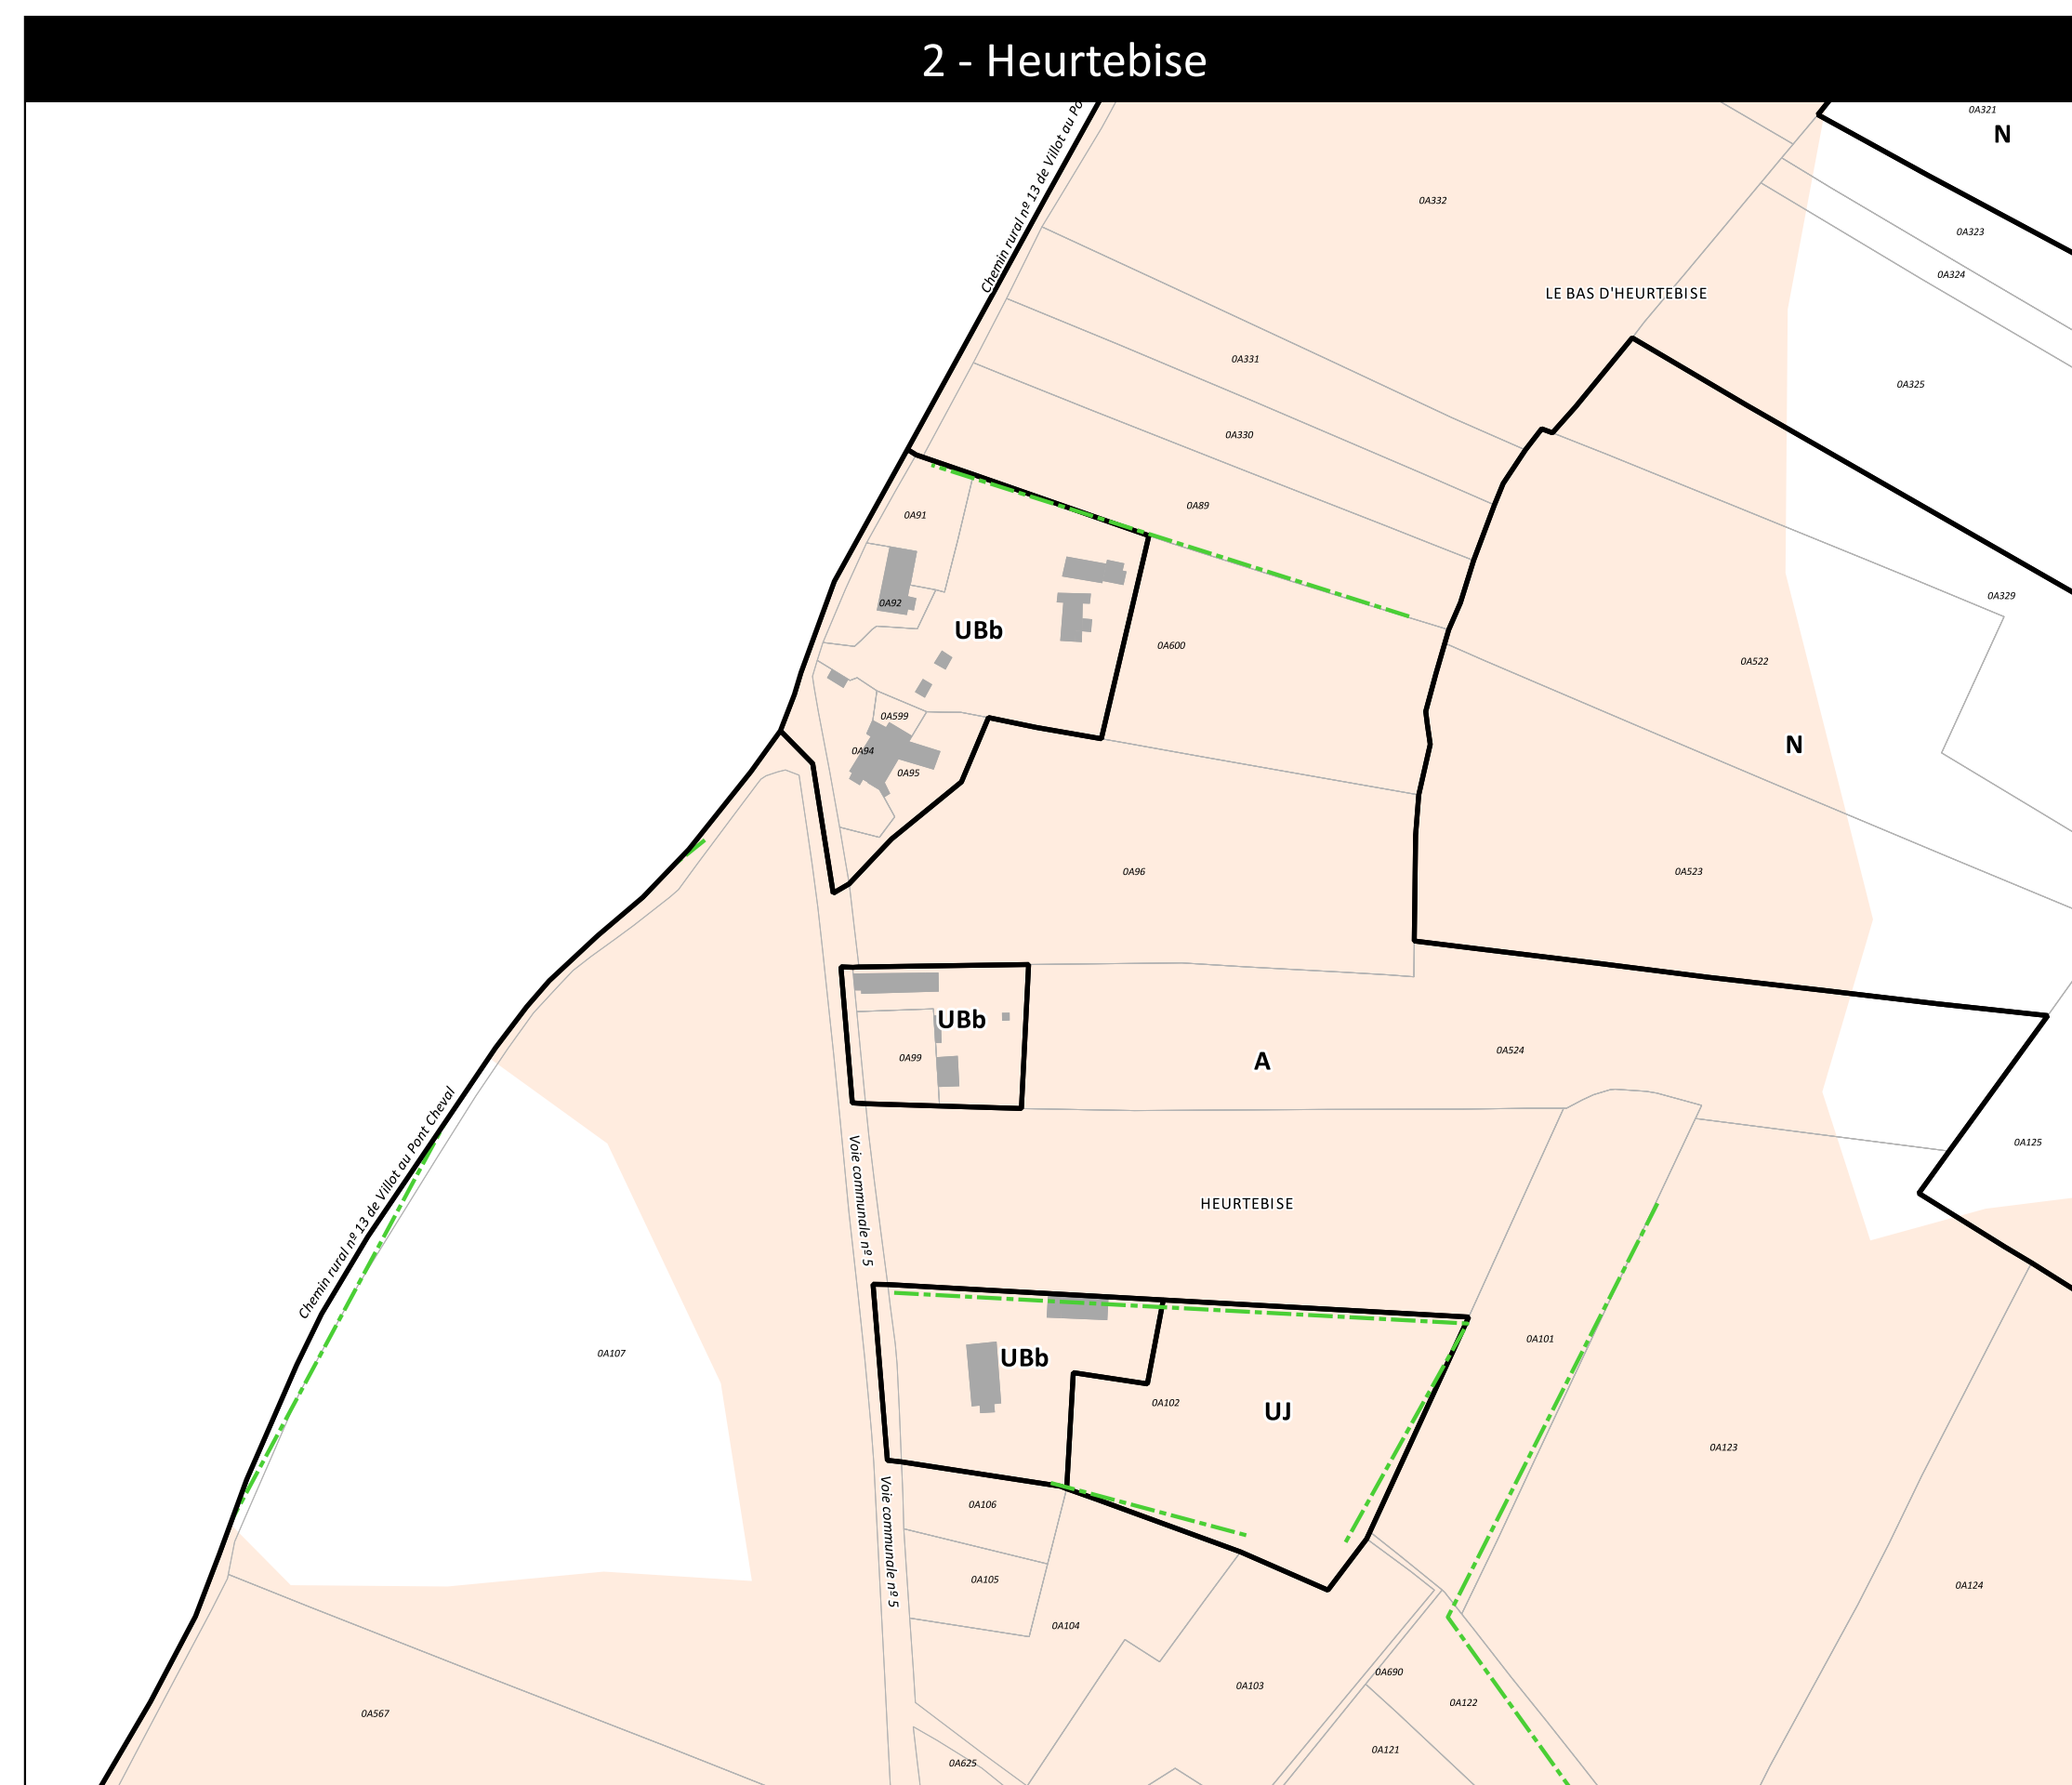 2 - Heurtebise
0A321
N
Chemin rural nº 13 de Villot au Po
0A332
0A323
0A324
LE BAS D'HEURTEBISE
0A331
0A325
0A330
0A89
0A91
0A329
0A92
UBb
0A600
0A522
0A599
N
0A94
0A95
0A96
0A523
UBb
0A99
A
0A524
Chemin rural nº 13 de Villot au Pont Cheval
0A125
Voie communale nº 5
HEURTEBISE
0A101
0A107
UBb
0A102
UJ
0A123
0A106
Voie communale nº 5
0A105
0A124
0A104
0A690
0A103
0A122
0A567
0A121
0A625